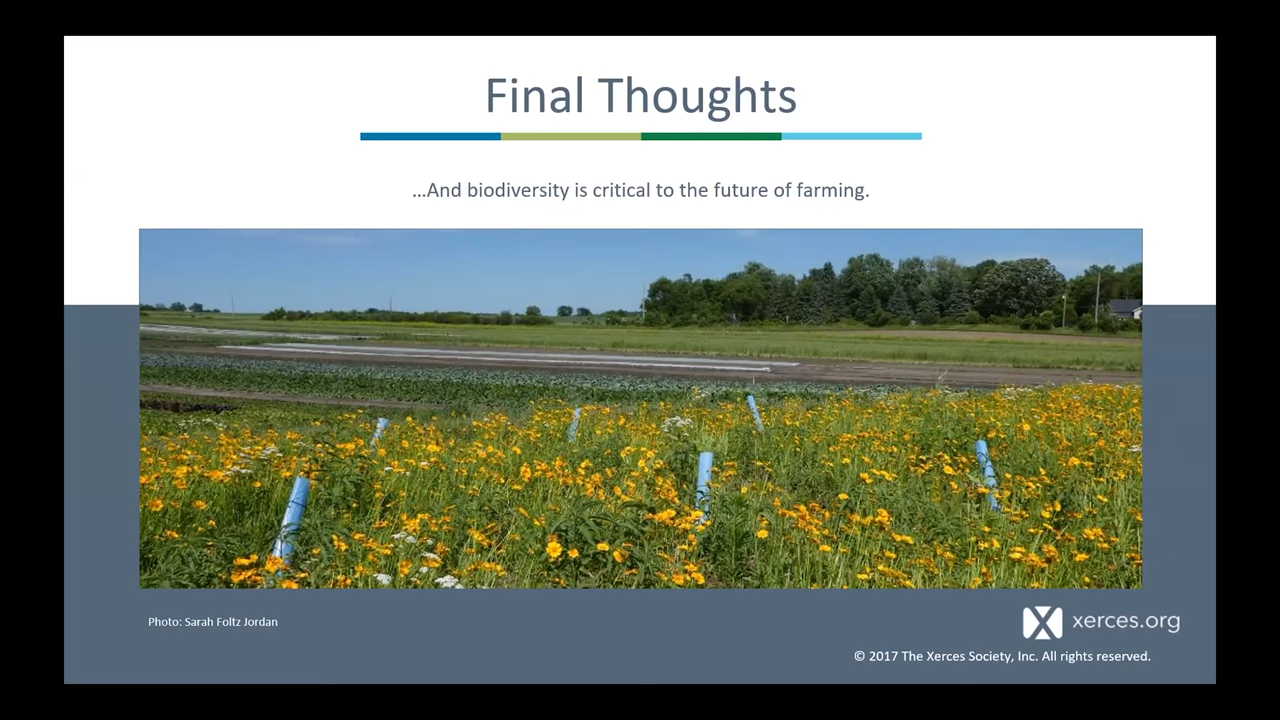 Final Thoughts
...And biodiversity is critical to the future of farming.
Photo: Sarah Foltz Jordan
xerces.org
© 2017 The Xerces Society, Inc. All rights reserved.